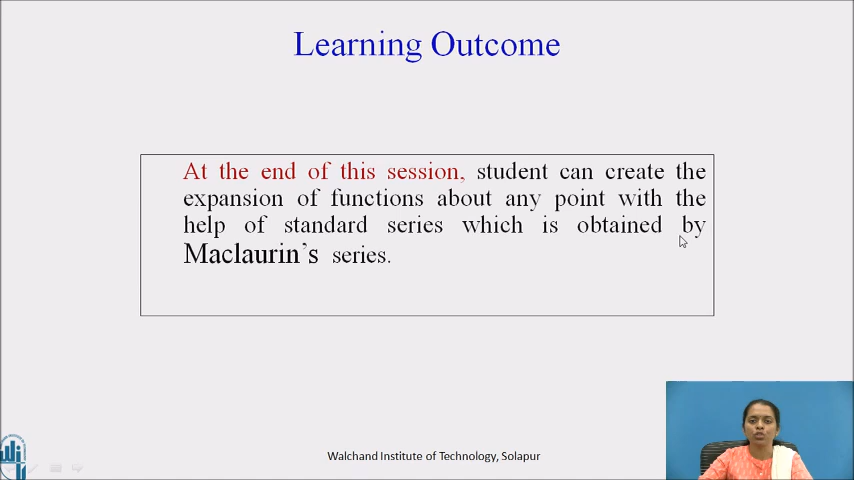 Learning Outcome
At the end of this session, student can create the
expansion of functions about any point with the
help of standard series which is obtained by
Maclaurin's series.
Walchand Institute of Technology, Solapur